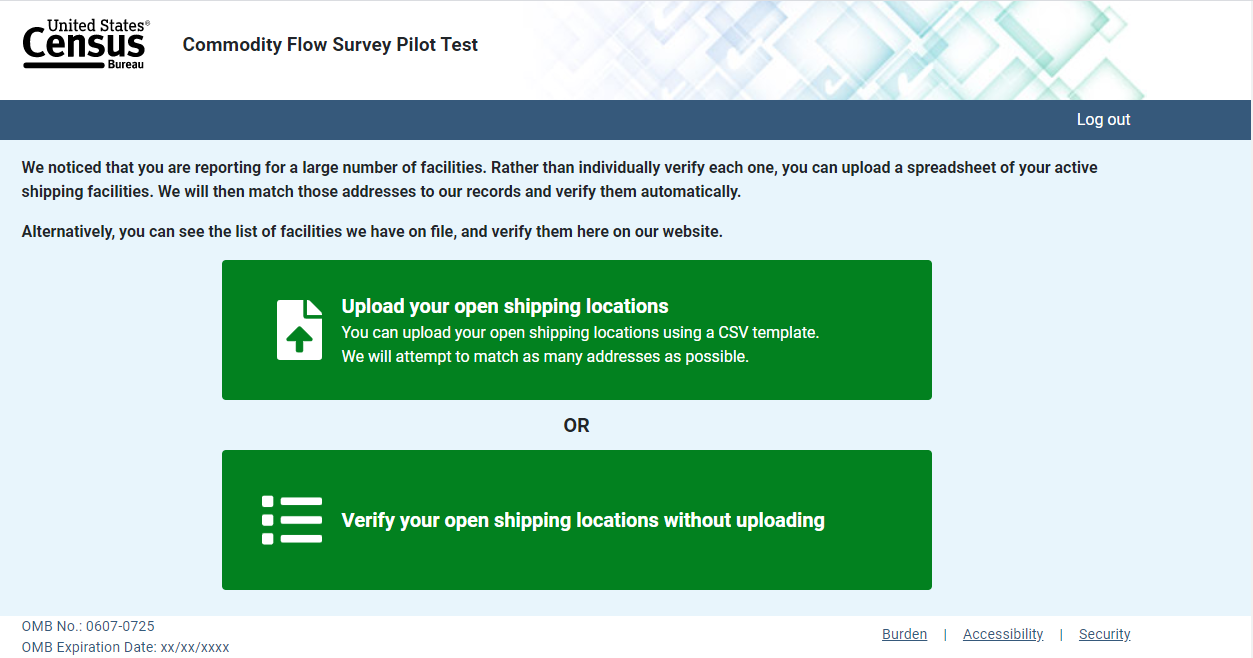 United States®
Census
Bureau
Commodity Flow Survey Pilot Test
Log out
We noticed that you are reporting for a large number of facilities. Rather than individually verify each one, you can upload a spreadsheet of your active
shipping facilities. We will then match those addresses to our records and verify them automatically.
Alternatively, you can see the list of facilities we have on file, and verify them here on our website.
Upload your open shipping locations
You can upload your open shipping locations using a CSV template.
We will attempt to match as many addresses as possible.
OR
Verify your open shipping locations without uploading
OMB No.: 0607-0725
OMB Expiration Date: xx/xx/xxxx
Burden | Accessibility | Security